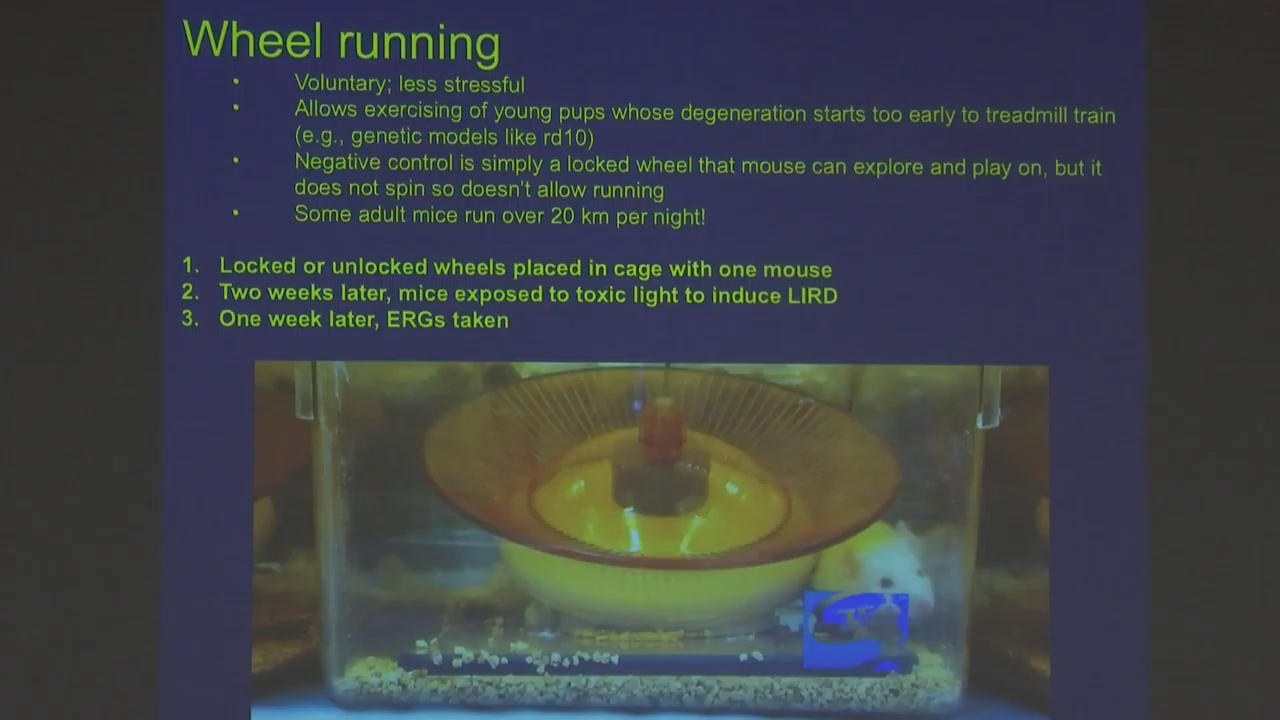 Wheel running
• Voluntary; less stressful
• Allows exercising of young pups whose degeneration starts too early to treadmill train
(e.g., genetic models like rd10)
• Negative control is simply a locked wheel that mouse can explore and play on, but it
does not spin so doesn't allow running
• Some adult mice run over 20 km per night!
1. Locked or unlocked wheels placed in cage with one mouse
2. Two weeks later, mice exposed to toxic light to induce LIRD
3. One week later, ERGs taken